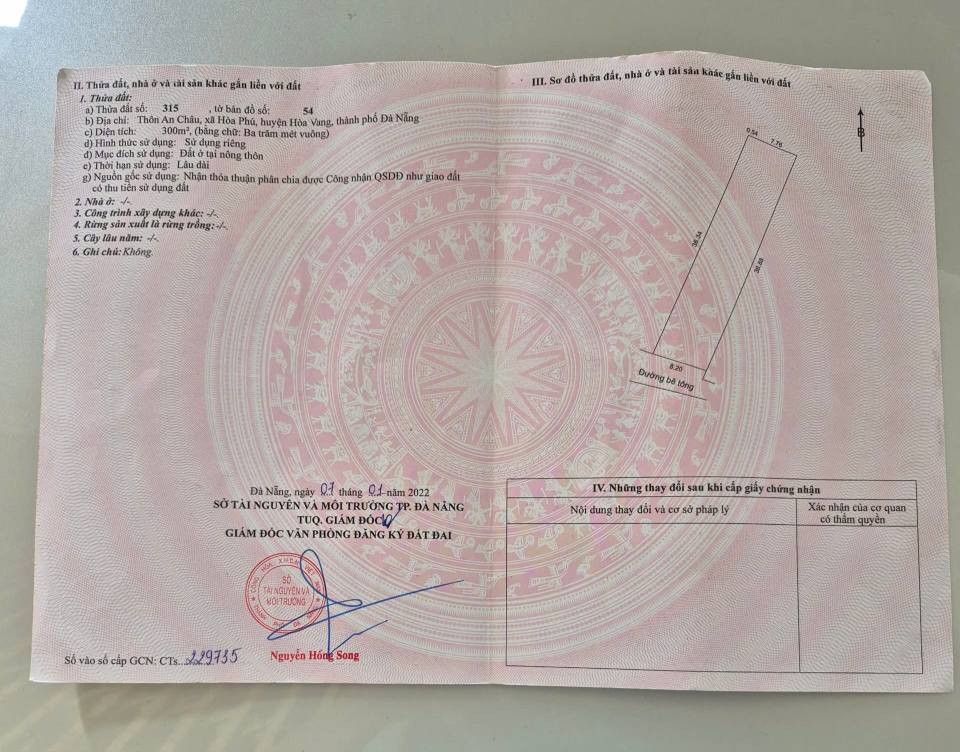 II. Thửa đất, nhà ở và tài sản khác gắn liền với đất
1. Thửa đất:
a) Thửa đất số: 315 , tờ bản đồ số: 54
b) Địa chỉ: Thôn An Châu, xã Hòa Phú, huyện Hòa Vang, thành phố Đà Nẵng
c) Diện tích: 300m², (bằng chữ: Ba trăm mét vuông)
d) Hình thức sử dụng: Sử dụng riêng
đ) Mục đích sử dụng: Đất ở tại nông thôn
e) Thời hạn sử dụng: Lâu dài
g) Nguồn gốc sử dụng: Nhận thỏa thuận phân chia được Công nhận QSDĐ như giao đất
có thu tiền sử dụng đất
2. Nhà ở: -/-.
3. Công trình xây dựng khác: -/-.
4. Rừng sản xuất là rừng trồng: -/-.
5. Cây lâu năm: -/-.
6. Ghi chú: Không.
Đà Nẵng, ngày 07 tháng 01 năm 2022
SỞ TÀI NGUYÊN VÀ MÔI TRƯỜNG TP. ĐÀ NẴNG
TUQ. GIÁM ĐỐC
GIÁM ĐỐC VĂN PHÒNG ĐĂNG KÝ ĐẤT ĐAI
SỞ
TÀI NGUYÊN VÀ
MÔI TRƯỜNG
Nguyễn Hồng Song
Số vào sổ cấp GCN: CTs...229735
III. Sơ đồ thửa đất, nhà ở và tài sản khác gắn liền với đất
B
0.54
7.76
36.34
36.88
8.20
Đường bê tông
IV. Những thay đổi sau khi cấp giấy chứng nhận
Nội dung thay đổi và cơ sở pháp lý
Xác nhận của cơ quan
có thẩm quyền